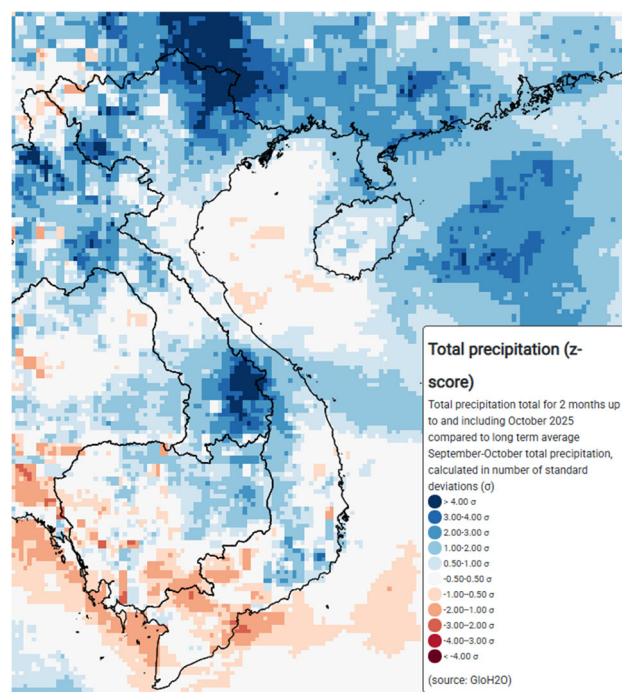 Total precipitation (z-
score)
Total precipitation total for 2 months up
to and including October 2025
compared to long term average
September-October total precipitation,
calculated in number of standard
deviations (σ)
> 4.00 σ
3.00-4.00 σ
2.00-3.00 σ
1.00-2.00 σ
0.50-1.00 σ
-0.50-0.50 σ
-1.00--0.50 σ
-2.00--1.00 σ
-3.00--2.00 σ
-4.00--3.00 σ
< -4.00 σ
(source: GloH2O)